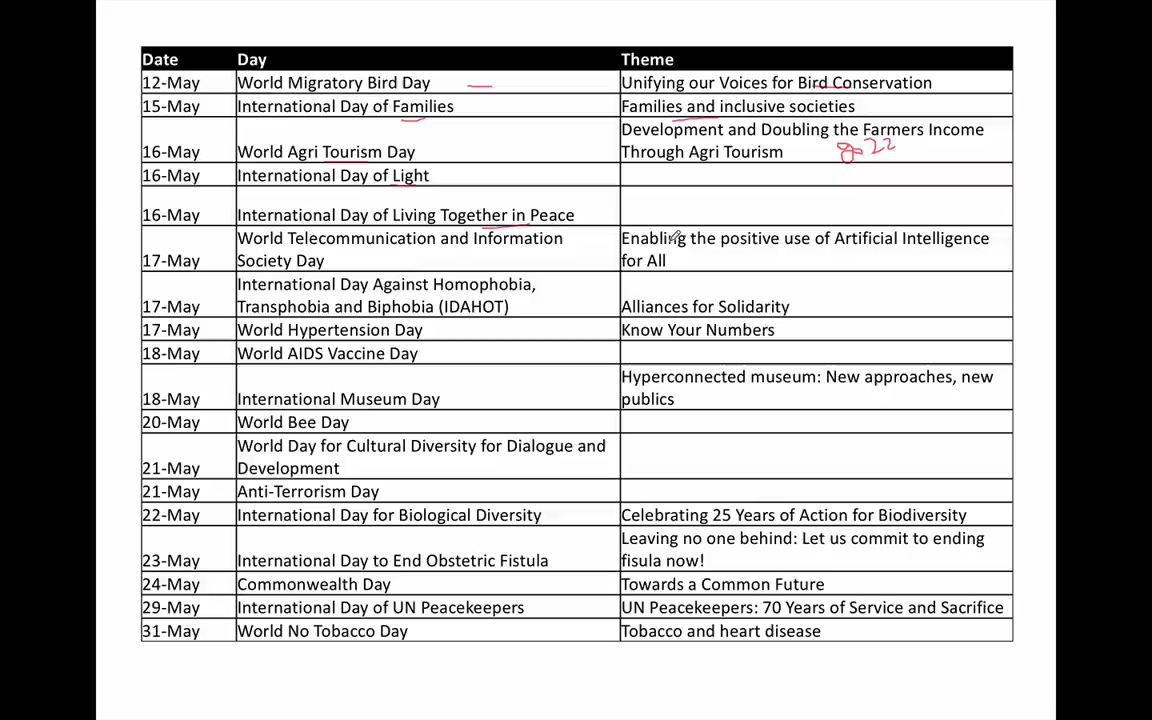 Date Day Theme
12-May World Migratory Bird Day Unifying our Voices for Bird Conservation
15-May International Day of Families Families and inclusive societies
Development and Doubling the Farmers Income
16-May World Agri Tourism Day Through Agri Tourism
16-May International Day of Light
16-May International Day of Living Together in Peace
World Telecommunication and Information Enabling the positive use of Artificial Intelligence
17-May Society Day for All
International Day Against Homophobia,
17-May Transphobia and Biphobia (IDAHOT) Alliances for Solidarity
17-May World Hypertension Day Know Your Numbers
18-May World AIDS Vaccine Day
Hyperconnected museum: New approaches, new
18-May International Museum Day publics
20-May World Bee Day
World Day for Cultural Diversity for Dialogue and
21-May Development
21-May Anti-Terrorism Day
22-May International Day for Biological Diversity Celebrating 25 Years of Action for Biodiversity
Leaving no one behind: Let us commit to ending
23-May International Day to End Obstetric Fistula fisula now!
24-May Commonwealth Day Towards a Common Future
29-May International Day of UN Peacekeepers UN Peacekeepers: 70 Years of Service and Sacrifice
31-May World No Tobacco Day Tobacco and heart disease